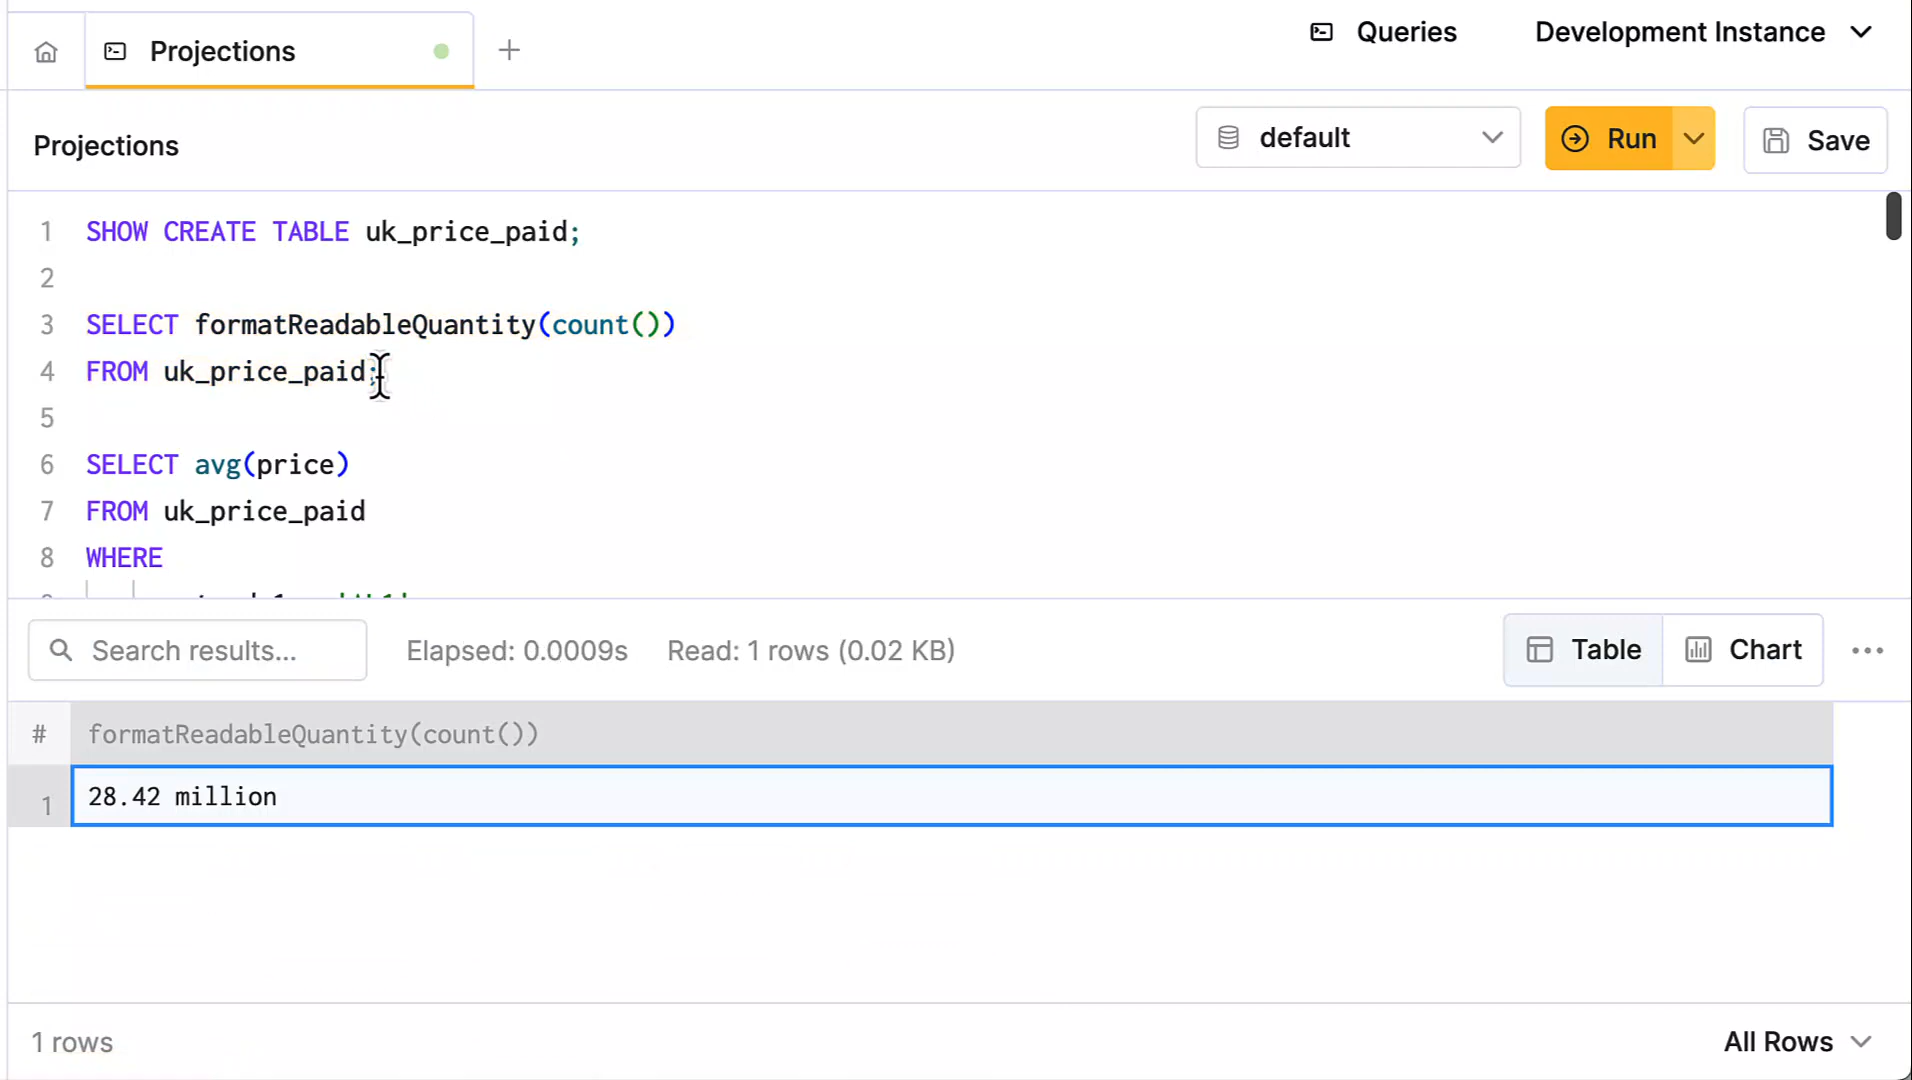 Projections
Queries
Development Instance
Projections
default
Run
Save
1 SHOW CREATE TABLE uk_price_paid;
2
3 SELECT formatReadableQuantity(count())
4 FROM uk_price_paid;
5
6 SELECT avg(price)
7 FROM uk_price_paid
8 WHERE
Search results...
Elapsed: 0.0009s
Read: 1 rows (0.02 KB)
Table
Chart
# formatReadableQuantity(count())
1 28.42 million
1 rows
All Rows